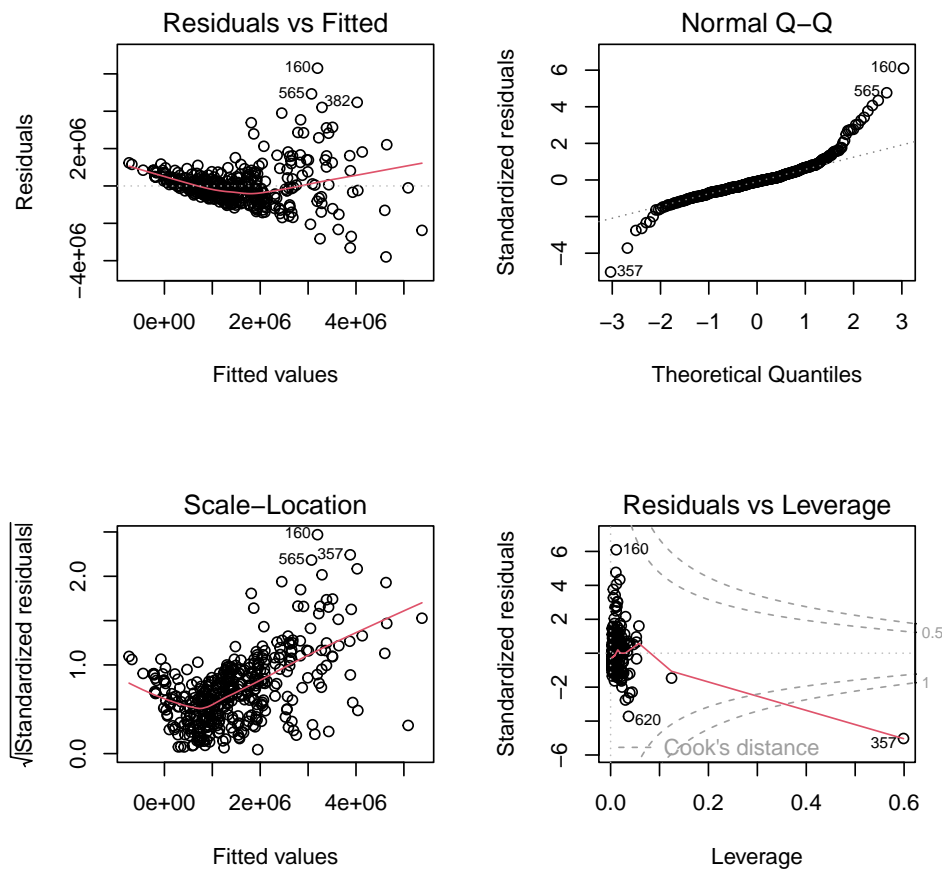 Residuals vs Fitted
Residuals
−4e+06 2e+06
160
565
382
0e+00 2e+06 4e+06
Fitted values
Normal Q−Q
Standardized residuals
−4 0 2 4 6
160
565
357
−3 −2 −1 0 1 2 3
Theoretical Quantiles
Scale−Location
√|Standardized residuals|
0.0 1.0 2.0
160
565
357
0e+00 2e+06 4e+06
Fitted values
Residuals vs Leverage
Standardized residuals
−6 −2 2 4 6
160
620
357
Cook's distance
0.5
1
0.0 0.2 0.4 0.6
Leverage